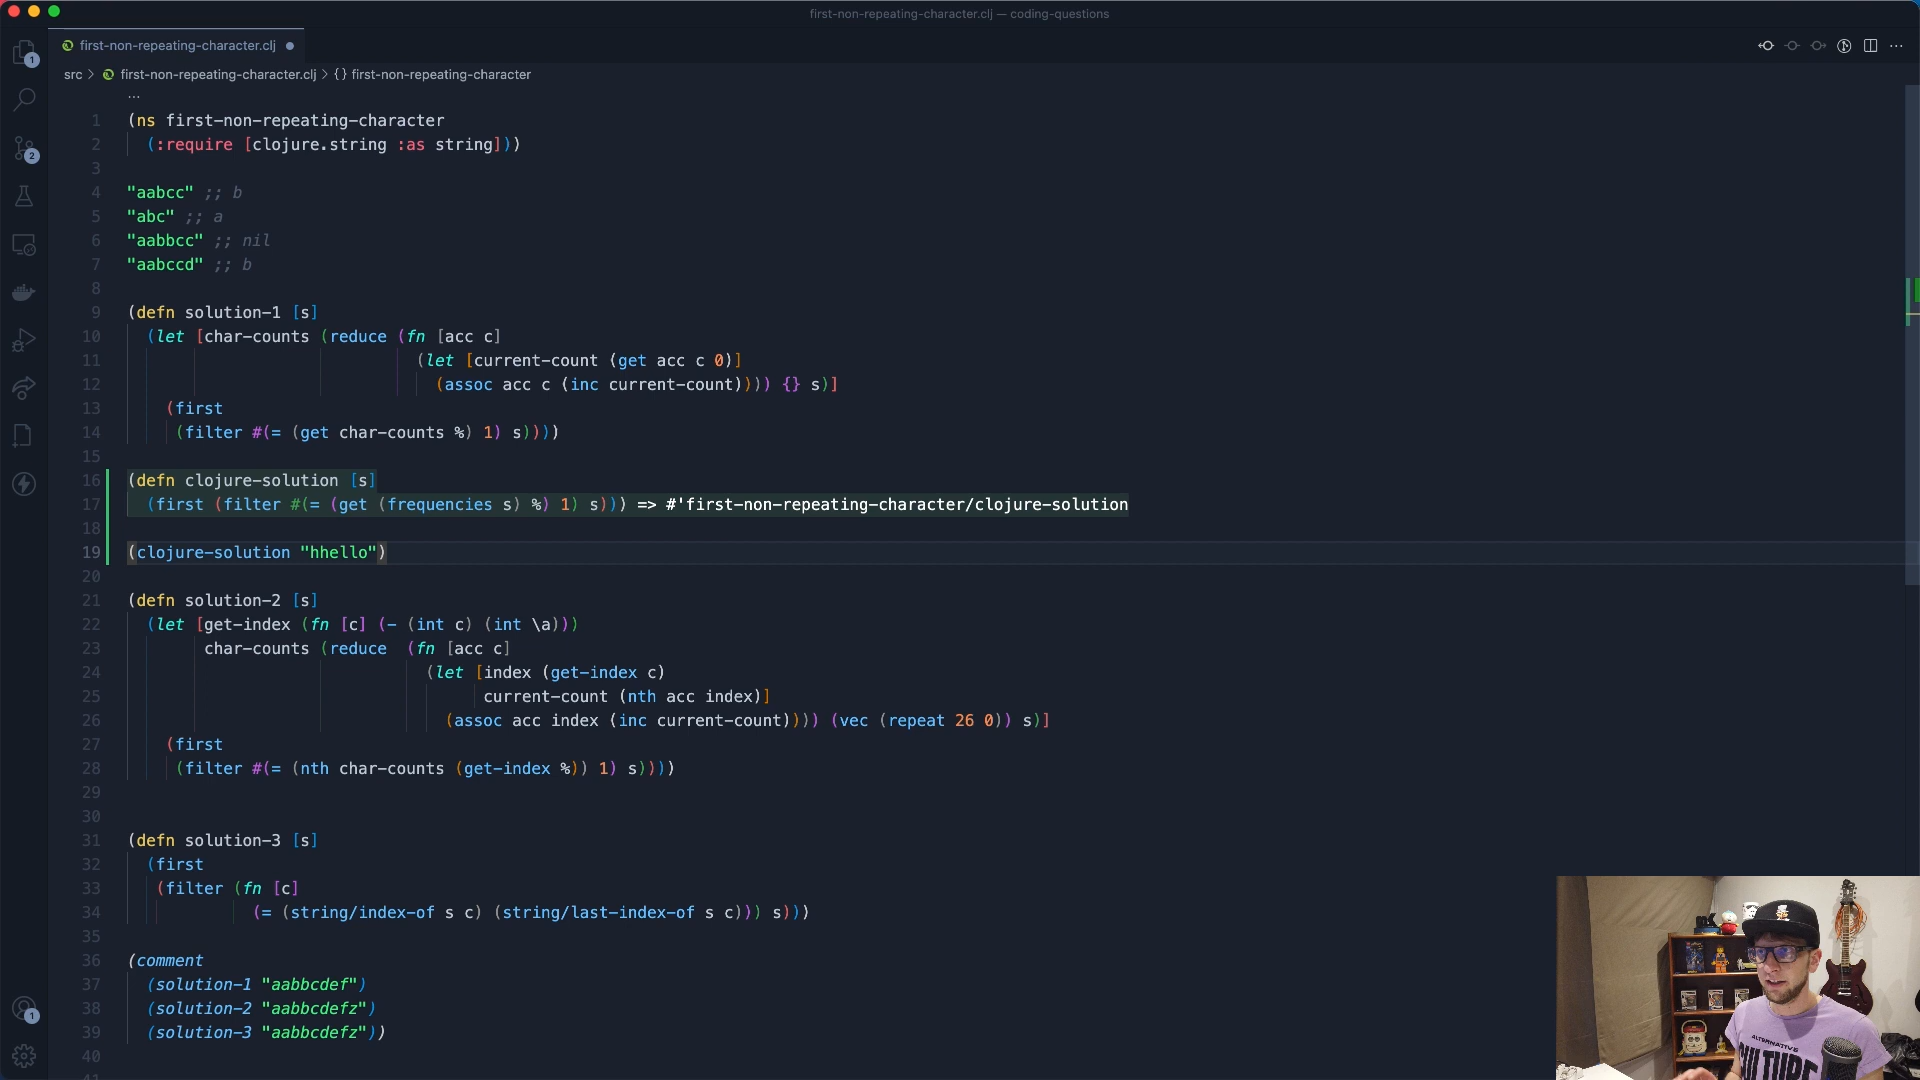 first-non-repeating-character.clj — coding-questions
first-non-repeating-character.clj
src > first-non-repeating-character.clj > {} first-non-repeating-character
...
1 (ns first-non-repeating-character
2 (:require [clojure.string :as string]))
3
4 "aabcc" ;; b
5 "abc" ;; a
6 "aabbcc" ;; nil
7 "aabccd" ;; b
8
9 (defn solution-1 [s]
10 (let [char-counts (reduce (fn [acc c]
11 (let [current-count (get acc c 0)]
12 (assoc acc c (inc current-count)))) {} s)]
13 (first
14 (filter #(= (get char-counts %) 1) s))))
15
16 (defn clojure-solution [s]
17 (first (filter #(= (get (frequencies s) %) 1) s))) => #'first-non-repeating-character/clojure-solution
18
19 (clojure-solution "hhello")
20
21 (defn solution-2 [s]
22 (let [get-index (fn [c] (- (int c) (int \a)))
23 char-counts (reduce  (fn [acc c]
24 (let [index (get-index c)
25 current-count (nth acc index)]
26 (assoc acc index (inc current-count)))) (vec (repeat 26 0)) s)]
27 (first
28 (filter #(= (nth char-counts (get-index %)) 1) s))))
29
30
31 (defn solution-3 [s]
32 (first
33 (filter (fn [c]
34 (= (string/index-of s c) (string/last-index-of s c))) s)))
35
36 (comment
37 (solution-1 "aabbcdef")
38 (solution-2 "aabbcdefz")
39 (solution-3 "aabbcdefz"))
40
1
2
1
ALTERNATIVE
CULTURE